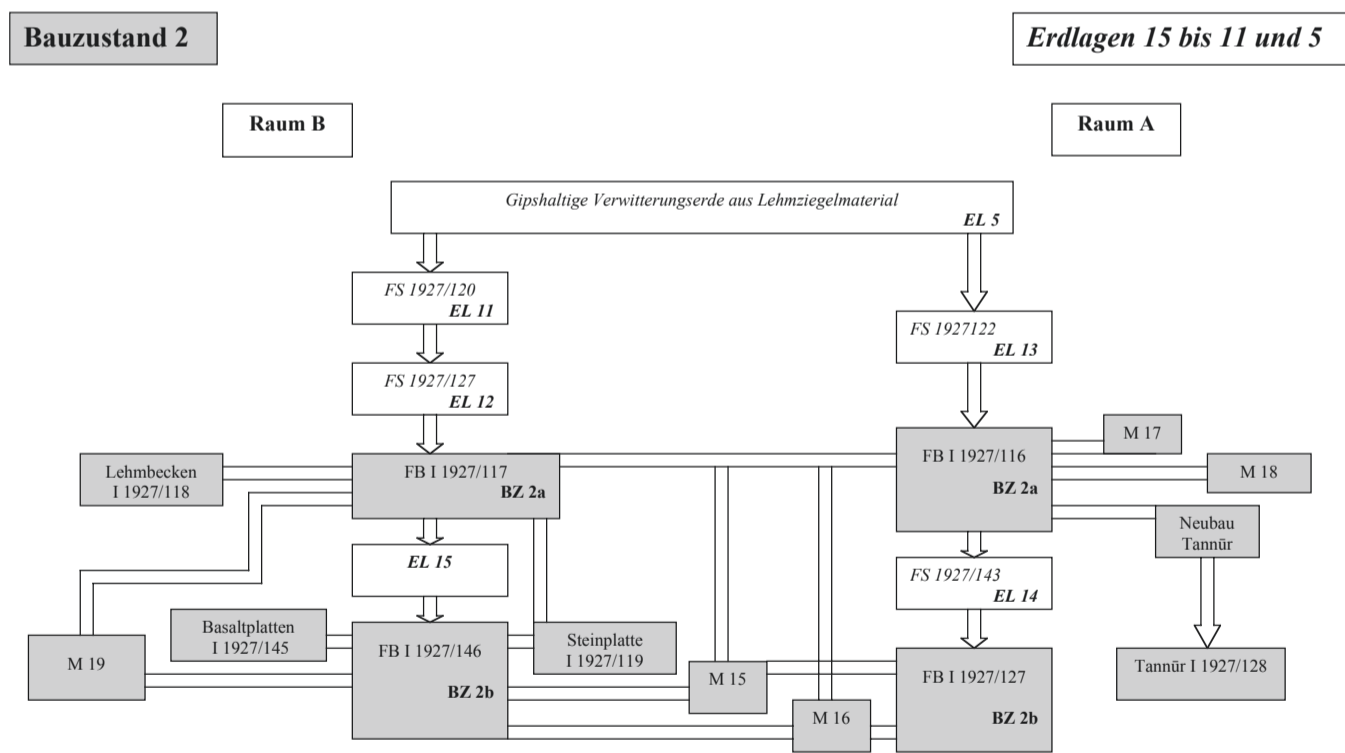 Bauzustand 2
Erdlagen 15 bis 11 und 5
Raum B
Raum A
Gipshaltige Verwitterungserde aus Lehmziegelmaterial
EL 5
FS 1927/120
EL 11
FS 1927122
EL 13
FS 1927/127
EL 12
M 17
FB I 1927/116
BZ 2a
Lehmbecken
I 1927/118
FB I 1927/117
BZ 2a
M 18
Neubau
Tannūr
EL 15
FS 1927/143
EL 14
Basaltplatten
I 1927/145
FB I 1927/146
BZ 2b
Steinplatte
I 1927/119
M 19
M 15
FB I 1927/127
BZ 2b
Tannūr I 1927/128
M 16